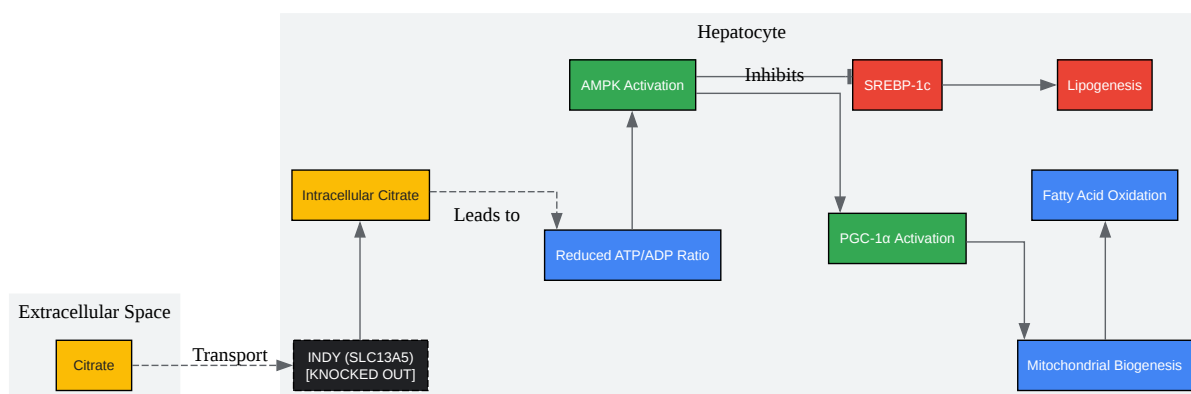 Hepatocyte
AMPK Activation
Inhibits
SREBP-1c
Lipogenesis
Intracellular Citrate
Leads to
Fatty Acid Oxidation
Reduced ATP/ADP Ratio
PGC-1α Activation
Extracellular Space
Citrate
Transport
INDY (SLC13A5)
[KNOCKED OUT]
Mitochondrial Biogenesis